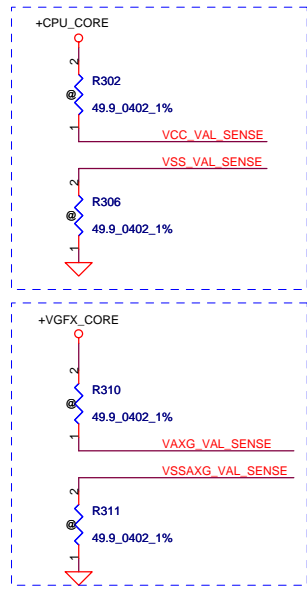 +CPU_CORE
2
R302
@
49.9_0402_1%
1
VCC_VAL_SENSE
VSS_VAL_SENSE
2
R306
@
49.9_0402_1%
1
+VGFX_CORE
2
R310
@
49.9_0402_1%
1
VAXG_VAL_SENSE
VSSAXG_VAL_SENSE
2
R311
@
49.9_0402_1%
1